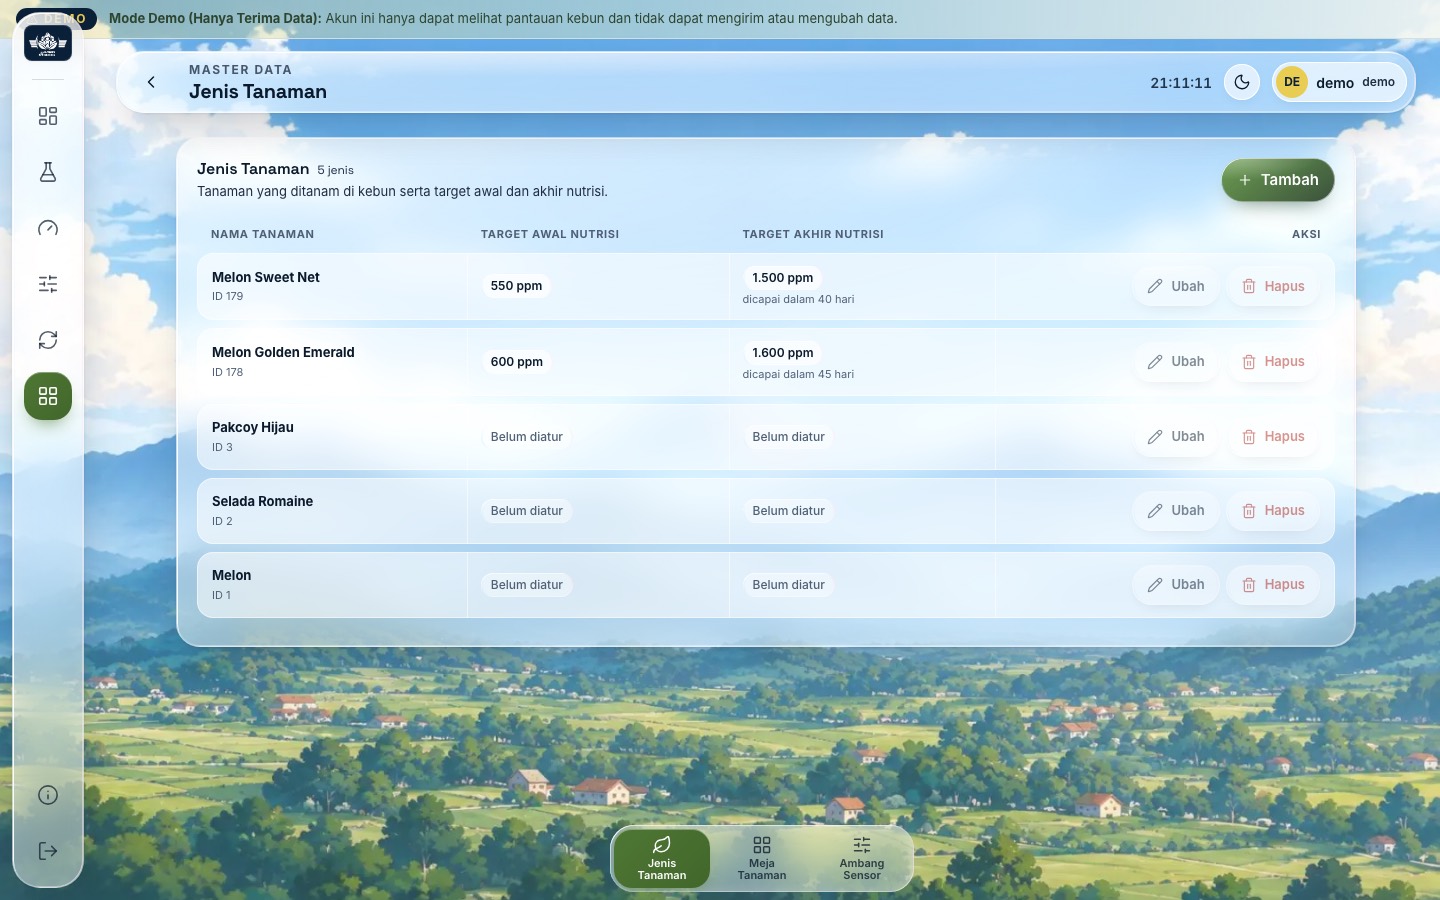 DEMO
Mode Demo (Hanya Terima Data): Akun ini hanya dapat melihat pantauan kebun dan tidak dapat mengirim atau mengubah data.
MASTER DATA
Jenis Tanaman
21:11:11
DE demo demo
Jenis Tanaman 5 jenis
Tanaman yang ditanam di kebun serta target awal dan akhir nutrisi.
+ Tambah
NAMA TANAMAN TARGET AWAL NUTRISI TARGET AKHIR NUTRISI AKSI
Melon Sweet Net
ID 179
550 ppm
1.500 ppm
dicapai dalam 40 hari
Ubah Hapus
Melon Golden Emerald
ID 178
600 ppm
1.600 ppm
dicapai dalam 45 hari
Ubah Hapus
Pakcoy Hijau
ID 3
Belum diatur
Belum diatur
Ubah Hapus
Selada Romaine
ID 2
Belum diatur
Belum diatur
Ubah Hapus
Melon
ID 1
Belum diatur
Belum diatur
Ubah Hapus
Jenis
Tanaman
Meja
Tanaman
Ambang
Sensor